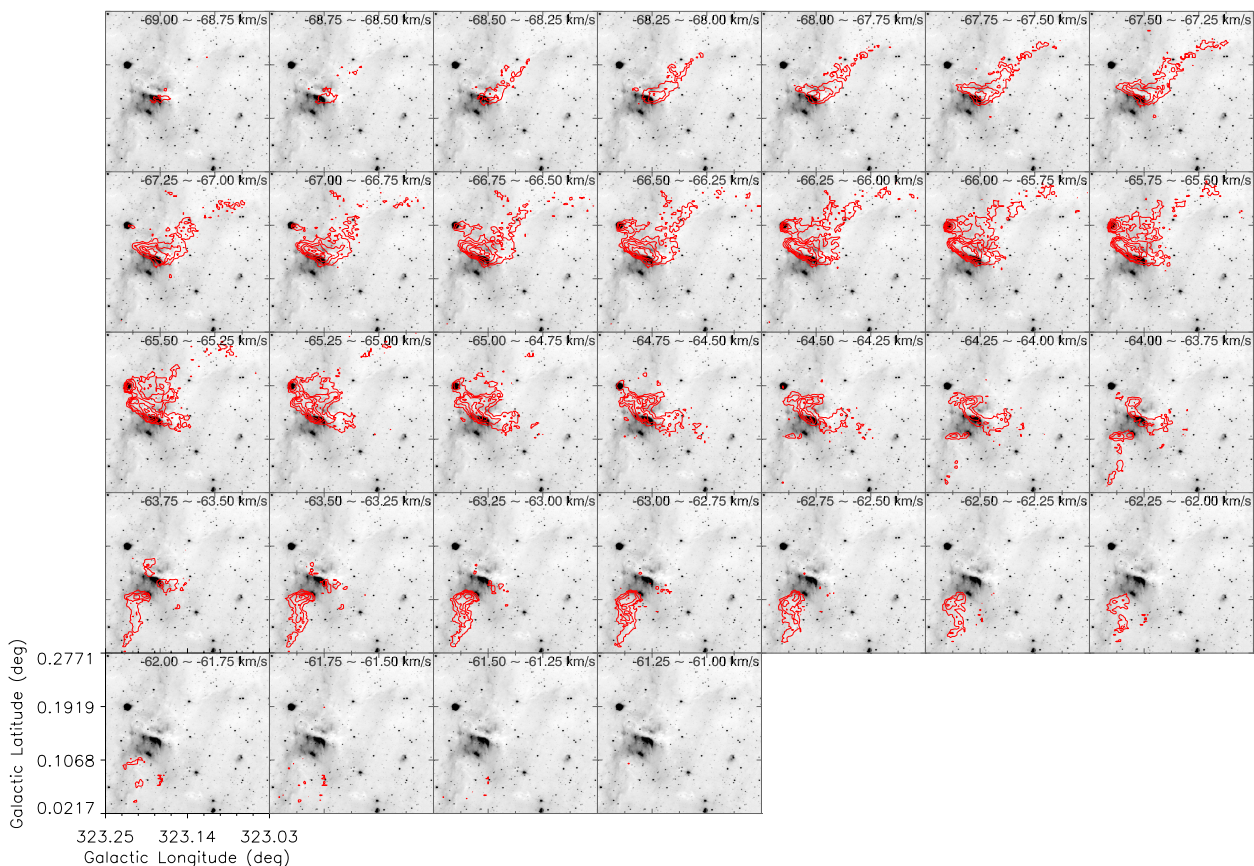 -69.00 ~ -68.75 km/s
-68.75 ~ -68.50 km/s
-68.50 ~ -68.25 km/s
-68.25 ~ -68.00 km/s
-68.00 ~ -67.75 km/s
-67.75 ~ -67.50 km/s
-67.50 ~ -67.25 km/s
-67.25 ~ -67.00 km/s
-67.00 ~ -66.75 km/s
-66.75 ~ -66.50 km/s
-66.50 ~ -66.25 km/s
-66.25 ~ -66.00 km/s
-66.00 ~ -65.75 km/s
-65.75 ~ -65.50 km/s
-65.50 ~ -65.25 km/s
-65.25 ~ -65.00 km/s
-65.00 ~ -64.75 km/s
-64.75 ~ -64.50 km/s
-64.50 ~ -64.25 km/s
-64.25 ~ -64.00 km/s
-64.00 ~ -63.75 km/s
-63.75 ~ -63.50 km/s
-63.50 ~ -63.25 km/s
-63.25 ~ -63.00 km/s
-63.00 ~ -62.75 km/s
-62.75 ~ -62.50 km/s
-62.50 ~ -62.25 km/s
-62.25 ~ -62.00 km/s
-62.00 ~ -61.75 km/s
-61.75 ~ -61.50 km/s
-61.50 ~ -61.25 km/s
-61.25 ~ -61.00 km/s
0.2771
0.1919
0.1068
0.0217
Galactic Latitude (deg)
323.25
323.14
323.03
Galactic Longitude (deg)